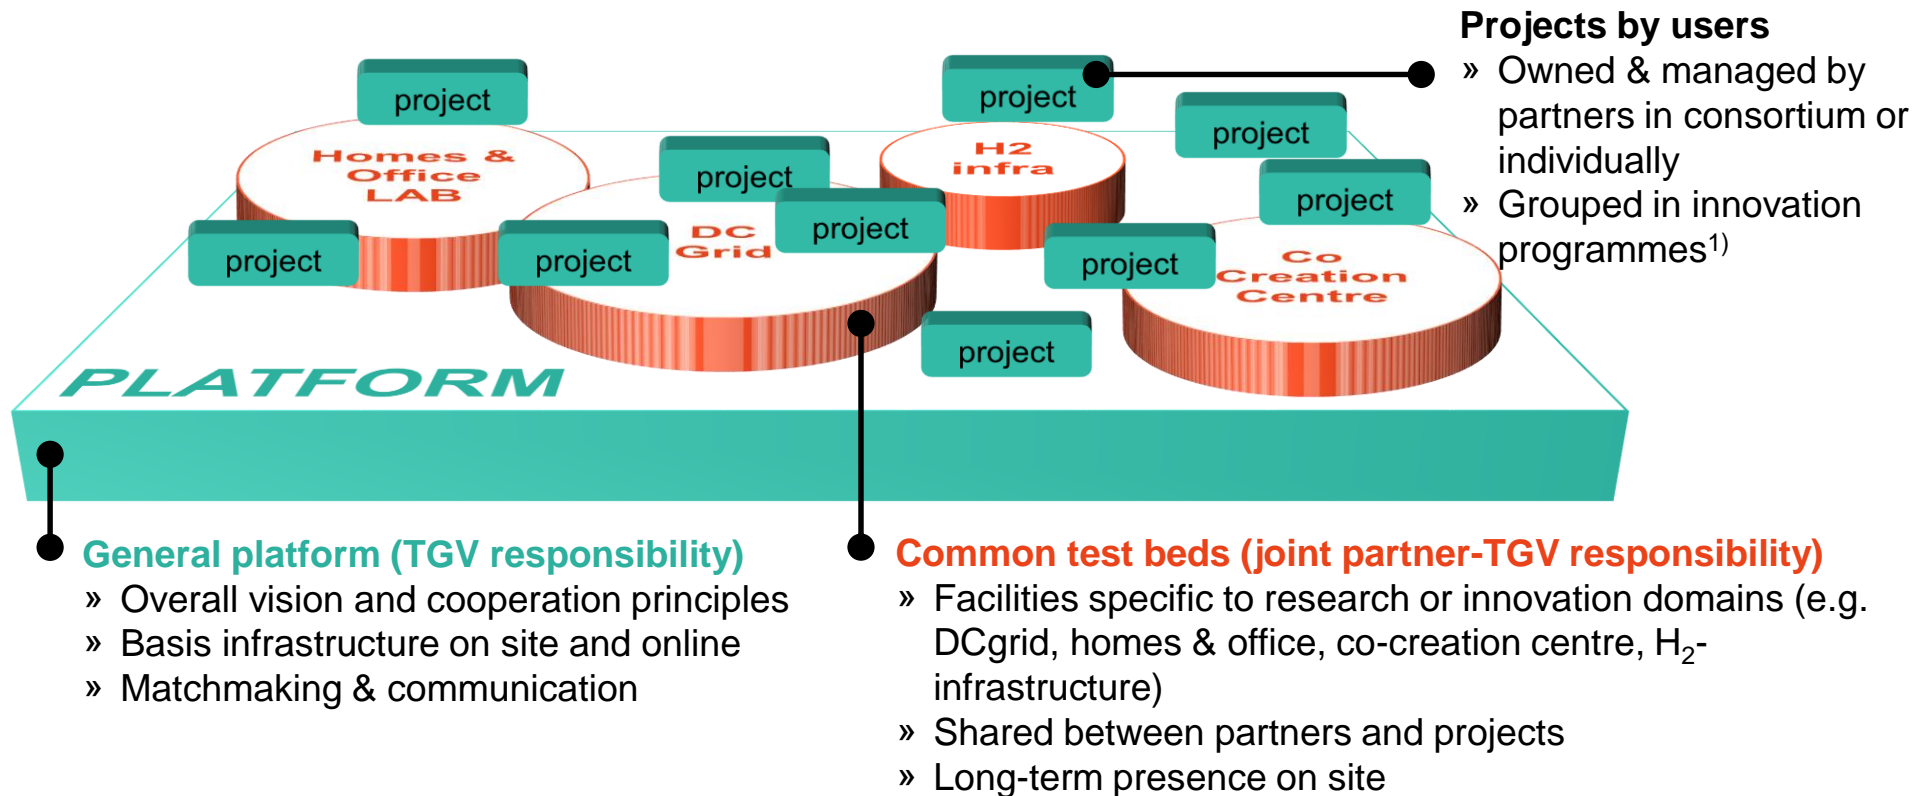 Projects by users
» Owned & managed by
partners in consortium or
individually
» Grouped in innovation
programmes¹⁾
project
project
project
project
project
project
project
project
project
project
project
Homes &
Office
LAB
H2
infra
DC
Grid
Co
Creation
Centre
PLATFORM
General platform (TGV responsibility)
» Overall vision and cooperation principles
» Basis infrastructure on site and online
» Matchmaking & communication
Common test beds (joint partner-TGV responsibility)
» Facilities specific to research or innovation domains (e.g.
DCgrid, homes & office, co-creation centre, H₂-
infrastructure)
» Shared between partners and projects
» Long-term presence on site